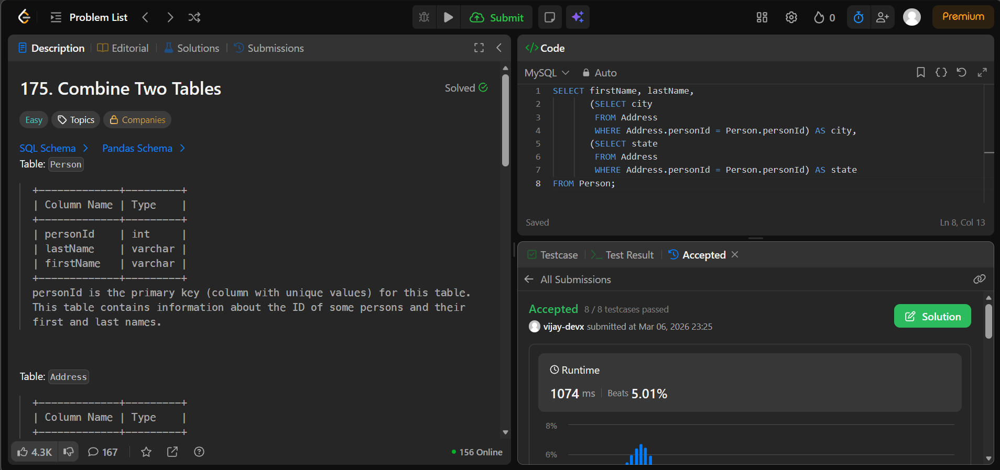 Problem List
Submit
0
Premium
Description
Editorial
Solutions
Submissions
175. Combine Two Tables
Solved
Easy
Topics
Companies
SQL Schema
Pandas Schema
Table: Person
+-------------+---------+
| Column Name | Type    |
+-------------+---------+
| personId    | int     |
| lastName    | varchar |
| firstName   | varchar |
+-------------+---------+
personId is the primary key (column with unique values) for this table.
This table contains information about the ID of some persons and their
first and last names.
Table: Address
+-------------+---------+
| Column Name | Type    |
+-------------+---------+
4.3K
167
156 Online
</> Code
MySQL
Auto
1 SELECT firstName, lastName,
2        (SELECT city
3         FROM Address
4         WHERE Address.personId = Person.personId) AS city,
5        (SELECT state
6         FROM Address
7         WHERE Address.personId = Person.personId) AS state
8 FROM Person;
Saved
Ln 8, Col 13
Testcase
Test Result
Accepted
All Submissions
Accepted 8 / 8 testcases passed
vijay-devx submitted at Mar 06, 2026 23:25
Solution
Runtime
1074 ms
Beats 5.01%
8%
6%